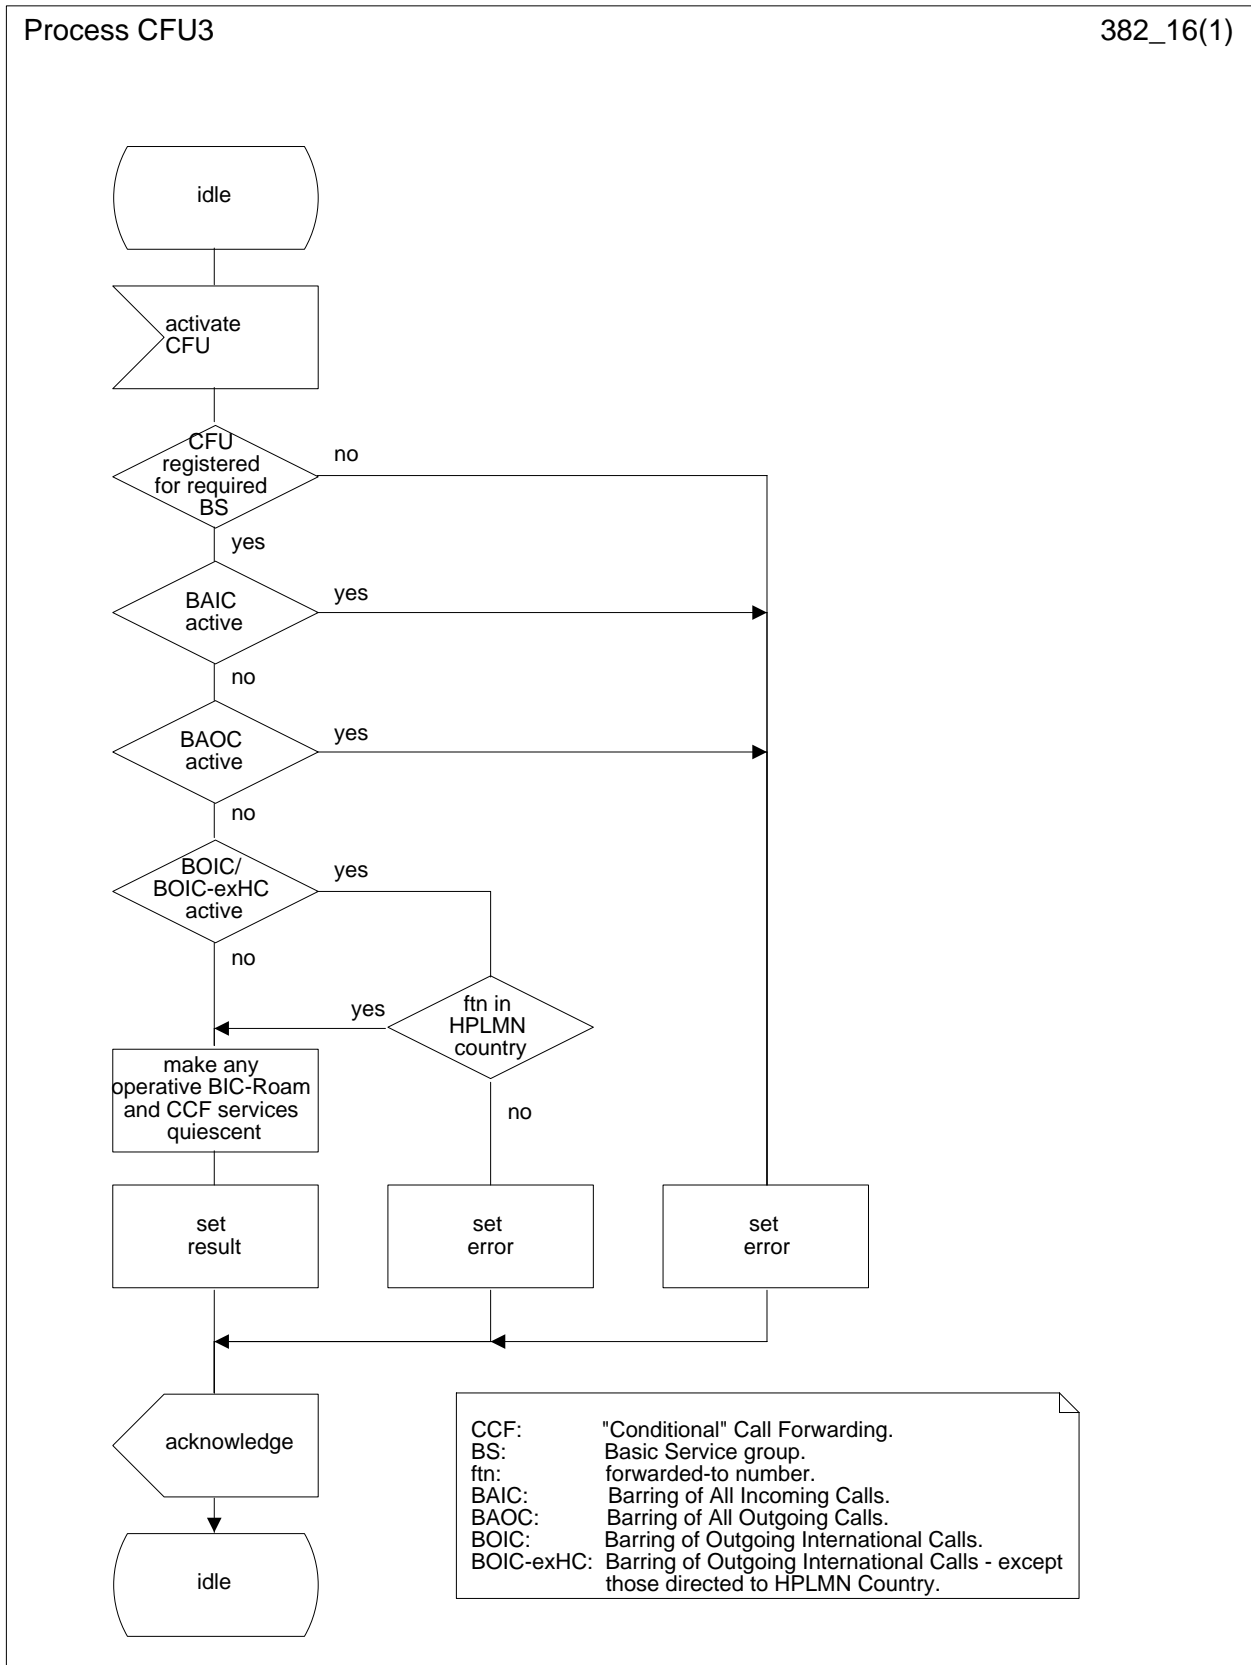 Process CFU3
382_16(1)
idle
activate
CFU
CFU
registered
for required
BS
no
yes
BAIC
active
yes
no
BAOC
active
yes
no
BOIC/
BOIC-exHC
active
yes
no
yes
ftn in
HPLMN
country
make any
operative BIC-Roam
and CCF services
quiescent
no
set
result
set
error
set
error
acknowledge
CCF: "Conditional" Call Forwarding.
BS: Basic Service group.
ftn: forwarded-to number.
BAIC: Barring of All Incoming Calls.
BAOC: Barring of All Outgoing Calls.
BOIC: Barring of Outgoing International Calls.
BOIC-exHC: Barring of Outgoing International Calls - except
those directed to HPLMN Country.
idle